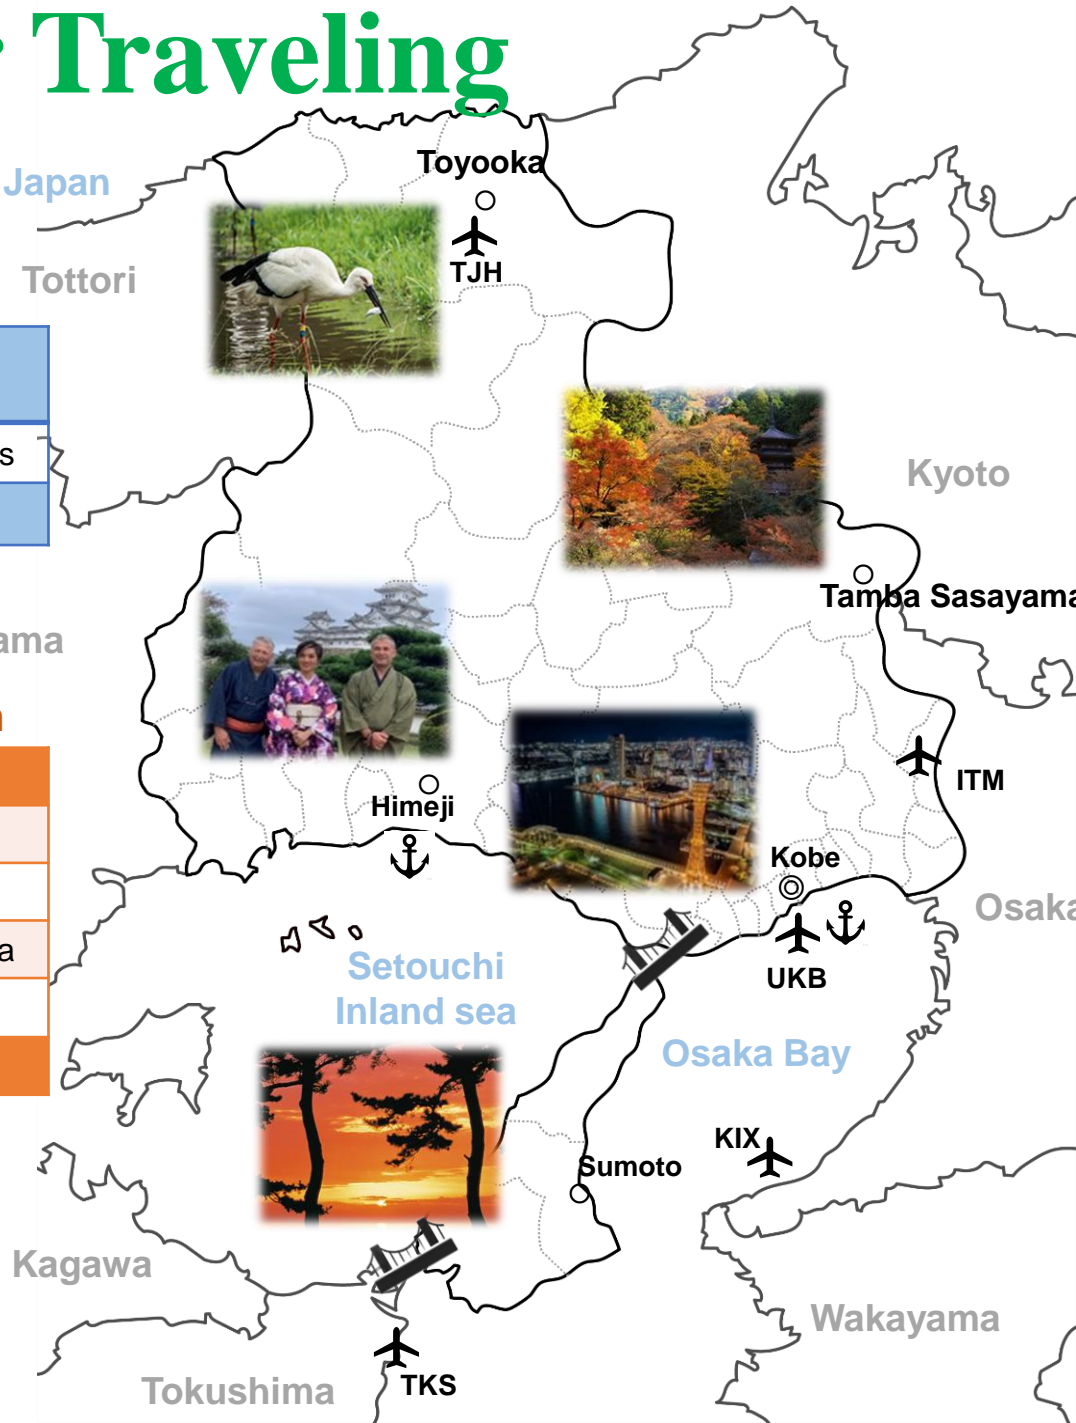 Traveling
Toyooka
Japan
TJH
Tottori
s
Kyoto
Tamba Sasayama
ama
ITM
Himeji
Kobe
Osaka
a
Setouchi
Inland sea
UKB
Osaka Bay
KIX
Sumoto
Kagawa
Wakayama
TKS
Tokushima